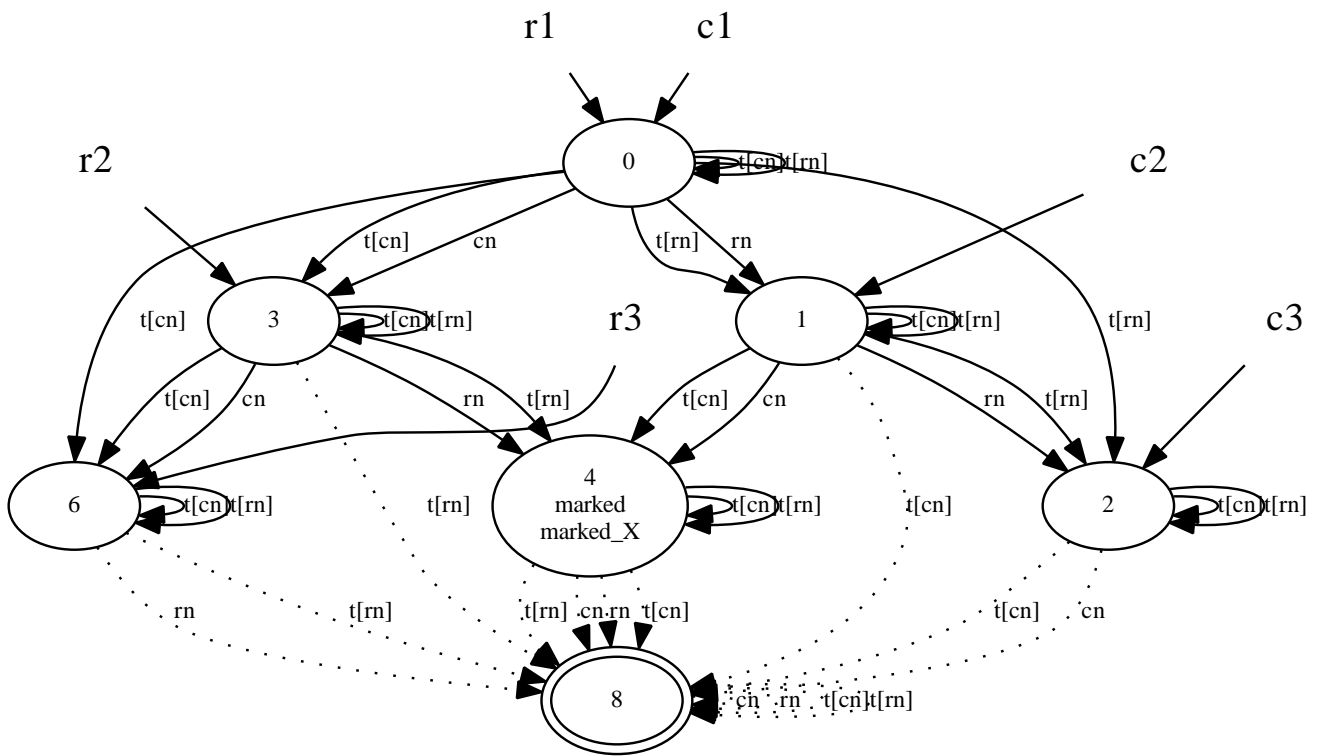 r1 c1
r2 c2
0 t[cn] t[rn]
t[cn] cn t[rn] rn
t[cn] 3 t[cn] t[rn] r3 1 t[cn] t[rn] t[rn] c3
t[cn] cn rn t[rn] t[cn] cn rn t[rn]
4
6 t[cn] t[rn] t[rn] marked t[cn] t[rn] t[cn] 2 t[cn] t[rn]
marked_X
rn t[rn] t[rn] cn rn t[cn] t[cn] cn
8 cn rn t[cn] t[rn]